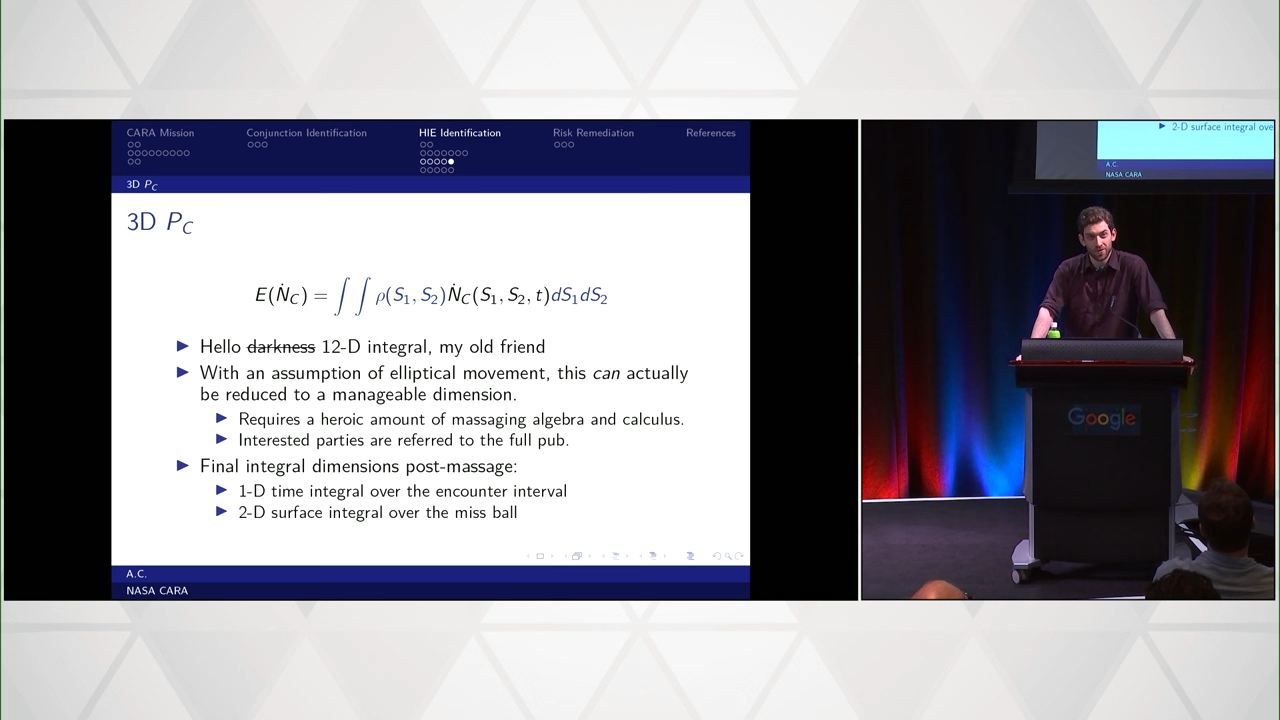 CARA Mission
Conjunction Identification
HIE Identification
Risk Remediation
References
3D P_C
3D P_C
E(Ṅ_C) = ∫ ∫ ρ(S_1, S_2)Ṅ_C(S_1, S_2, t)dS_1dS_2
Hello darkness 12-D integral, my old friend
With an assumption of elliptical movement, this can actually
be reduced to a manageable dimension.
Requires a heroic amount of massaging algebra and calculus.
Interested parties are referred to the full pub.
Final integral dimensions post-massage:
1-D time integral over the encounter interval
2-D surface integral over the miss ball
A.C.
NASA CARA
2-D surface integral ove
A.C.
NASA CARA
Google